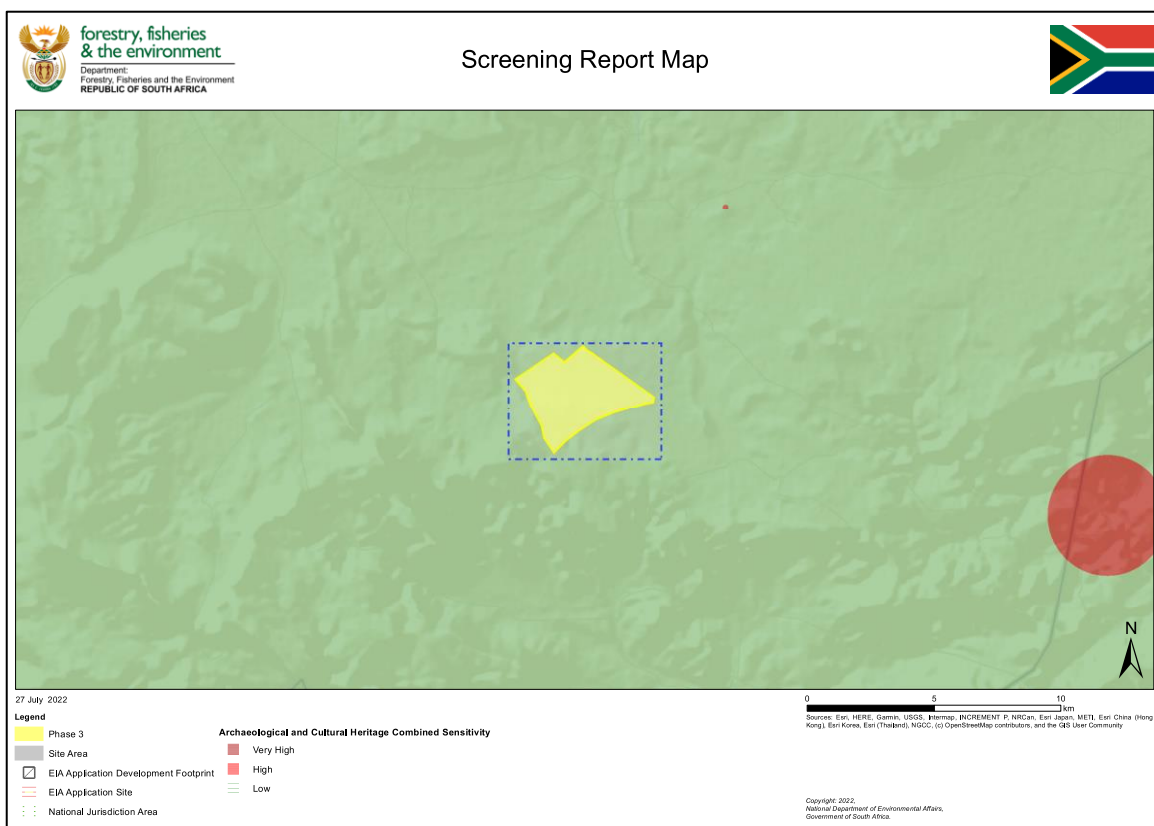 forestry, fisheries
& the environment
Department:
Forestry, Fisheries and the Environment
REPUBLIC OF SOUTH AFRICA
Screening Report Map
N
27 July 2022
0 5 10
km
Sources: Esri, HERE, Garmin, USGS, Intermap, INCREMENT P, NRCan, Esri Japan, METI, Esri China (Hong
Kong), Esri Korea, Esri (Thailand), NGCC, (c) OpenStreetMap contributors, and the GIS User Community
Legend
Phase 3
Site Area
EIA Application Development Footprint
EIA Application Site
National Jurisdiction Area
Archaeological and Cultural Heritage Combined Sensitivity
Very High
High
Low
Copyright: 2022,
National Department of Environmental Affairs,
Government of South Africa.